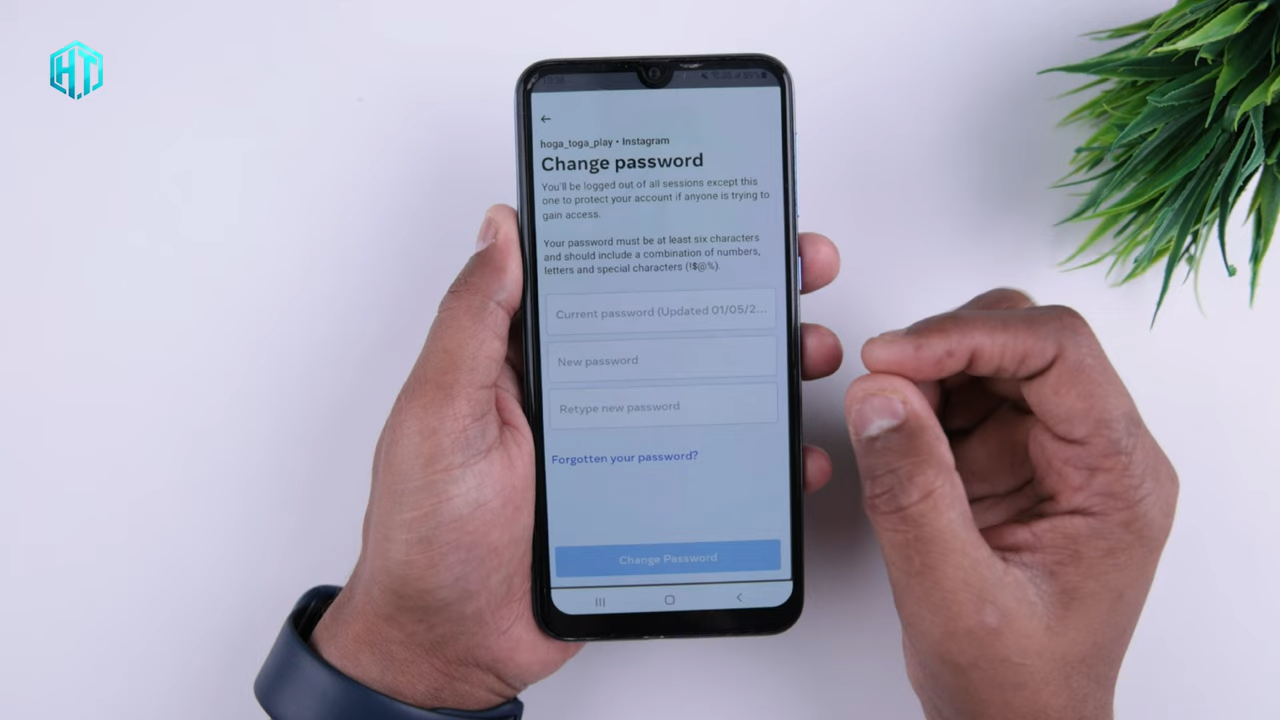 H.T
hoga_toga_play • Instagram
Change password
You'll be logged out of all sessions except this
one to protect your account if anyone is trying to
gain access.
Your password must be at least six characters
and should include a combination of numbers,
letters and special characters (!$@%).
Current password (Updated 01/05/2...
New password
Retype new password
Forgotten your password?
Change Password